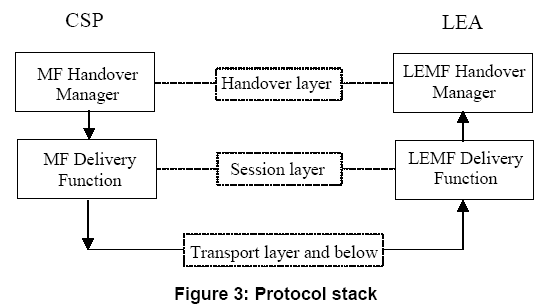 CSP
LEA
MF Handover
Manager
Handover layer
LEMF Handover
Manager
MF Delivery
Function
Session layer
LEMF Delivery
Function
Transport layer and below
Figure 3: Protocol stack